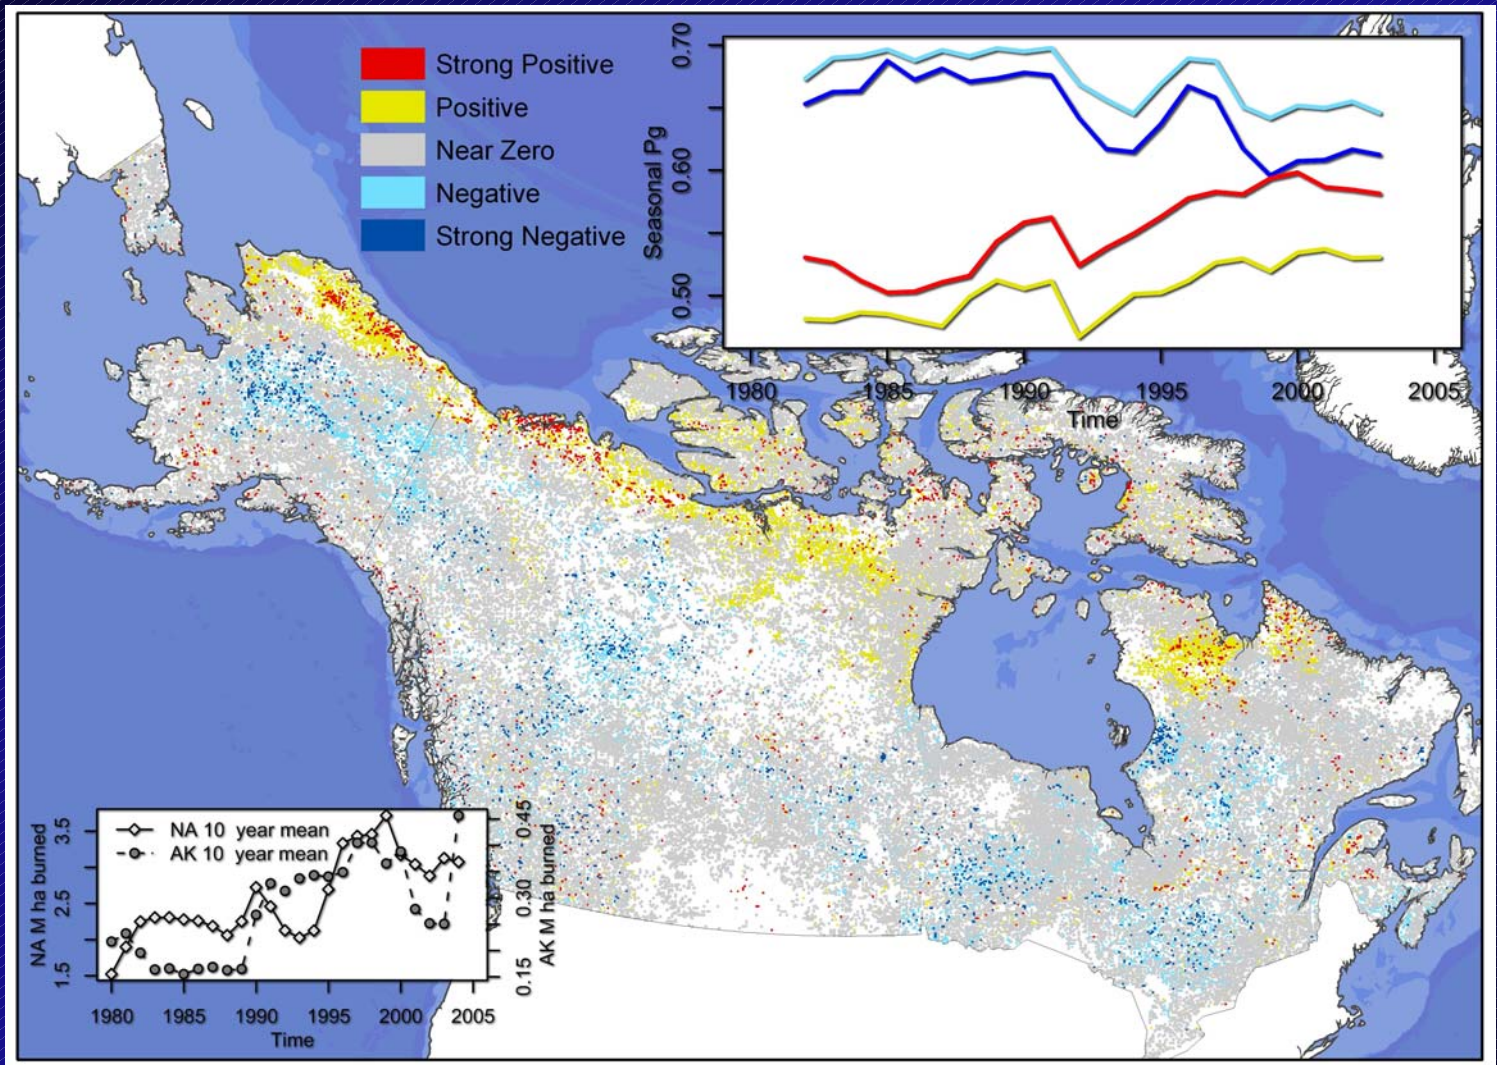 Strong Positive
Positive
Near Zero
Negative
Strong Negative
Seasonal Pg
0.70
0.60
0.50
1980 1985 1990 1995 2000 2005
Time
NA 10 year mean
AK 10 year mean
NA M ha burned
3.5
2.5
1.5
0.45
0.30
0.15
AK M ha burned
1980 1985 1990 1995 2000 2005
Time